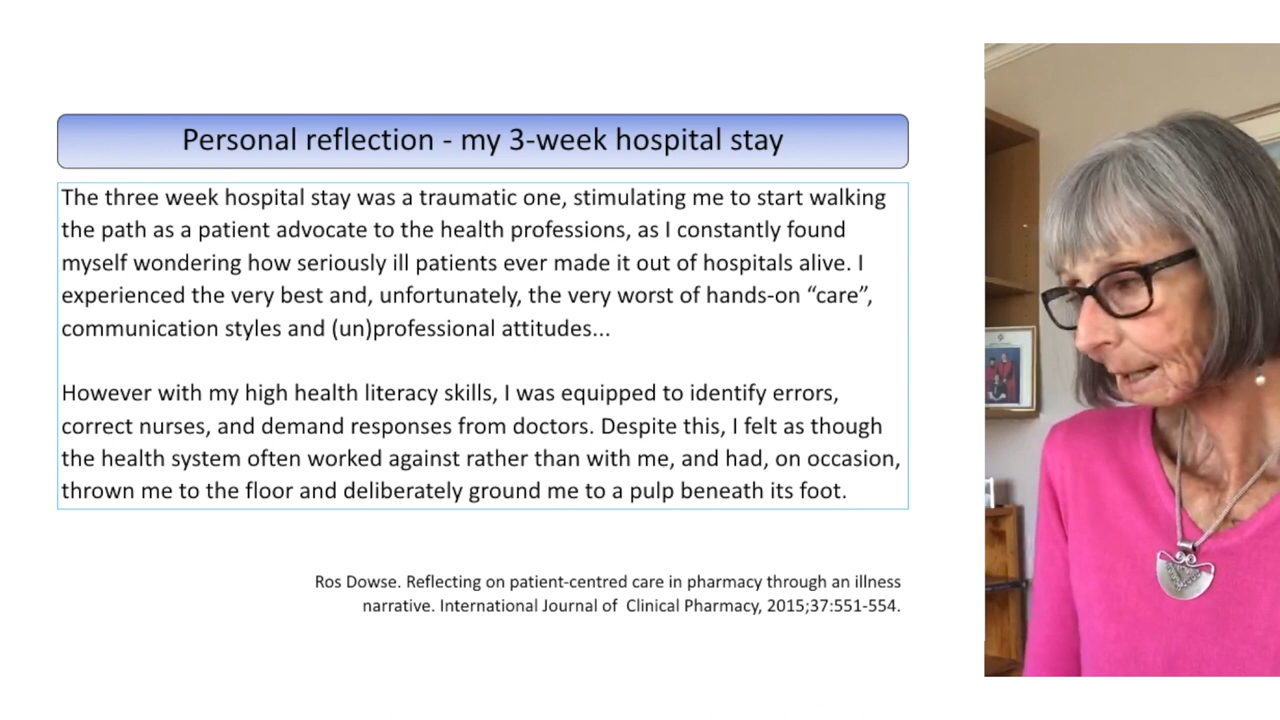 Personal reflection - my 3-week hospital stay
The three week hospital stay was a traumatic one, stimulating me to start walking
the path as a patient advocate to the health professions, as I constantly found
myself wondering how seriously ill patients ever made it out of hospitals alive. I
experienced the very best and, unfortunately, the very worst of hands-on “care”,
communication styles and (un)professional attitudes...
However with my high health literacy skills, I was equipped to identify errors,
correct nurses, and demand responses from doctors. Despite this, I felt as though
the health system often worked against rather than with me, and had, on occasion,
thrown me to the floor and deliberately ground me to a pulp beneath its foot.
Ros Dowse. Reflecting on patient-centred care in pharmacy through an illness
narrative. International Journal of Clinical Pharmacy, 2015;37:551-554.